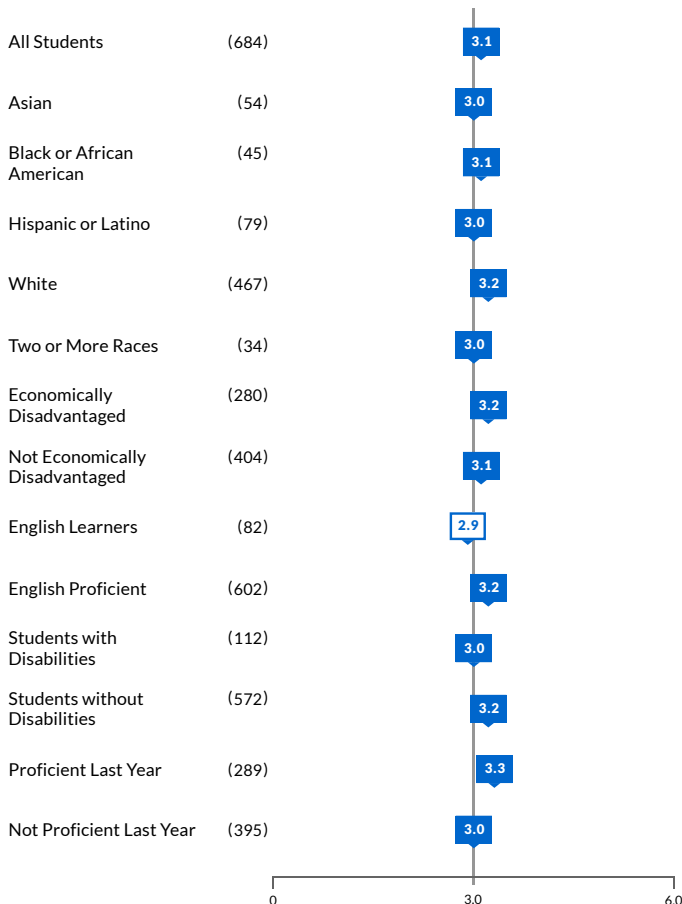 All Students (684) 3.1
Asian (54) 3.0
Black or African (45)
American 3.1
Hispanic or Latino (79) 3.0
White (467) 3.2
Two or More Races (34) 3.0
Economically (280)
Disadvantaged 3.2
Not Economically (404)
Disadvantaged 3.1
English Learners (82) 2.9
English Proficient (602) 3.2
Students with (112)
Disabilities 3.0
Students without (572)
Disabilities 3.2
Proficient Last Year (289) 3.3
Not Proficient Last Year (395) 3.0
0 3.0 6.0